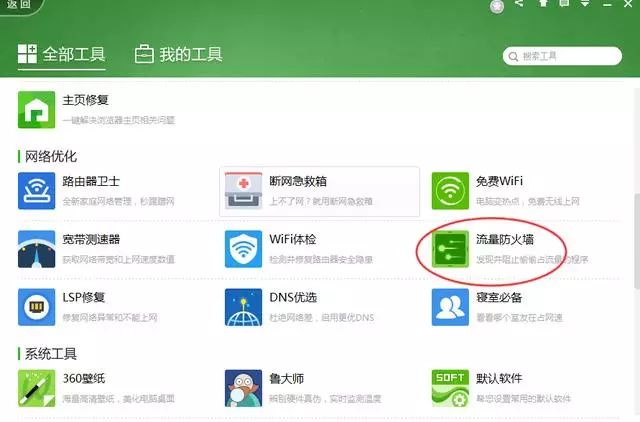 返回
全部工具
我的工具
搜索工具
主页修复
一键解决浏览器主页相关问题
网络优化
路由器卫士
全新家庭网络管理，秒踢蹭网
断网急救箱
上不了网？就用断网急救箱
免费WiFi
电脑变热点，免费无线上网
宽带测速器
获取网络带宽和上网速度数值
WiFi体检
检测并修复路由器安全隐患
流量防火墙
发现并阻止偷偷占流量的程序
LSP修复
修复网络异常和不能上网
DNS优选
杜绝网络差，启用更优DNS
寝室必备
看看哪个室友在占网速
系统工具
360壁纸
海量高清壁纸，美化电脑桌面
鲁大师
辨别硬件真伪，实时监测温度
SOFT
默认软件
帮您设置常用的默认软件